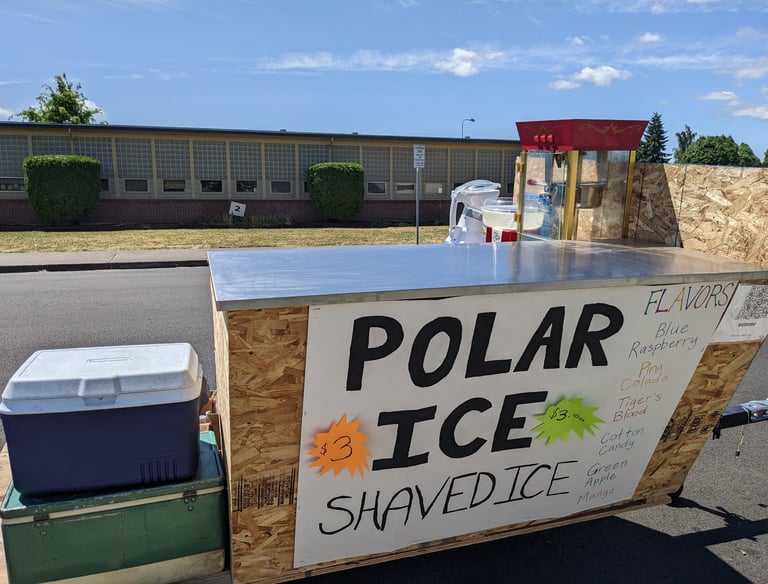 POLAR
ICE
$3
$3.00
SHAVED ICE
FLAVORS
Blue
Raspberry
Pina
Colada
Tiger's
Blood
Cotton
Candy
Green
Apple
Mango
2